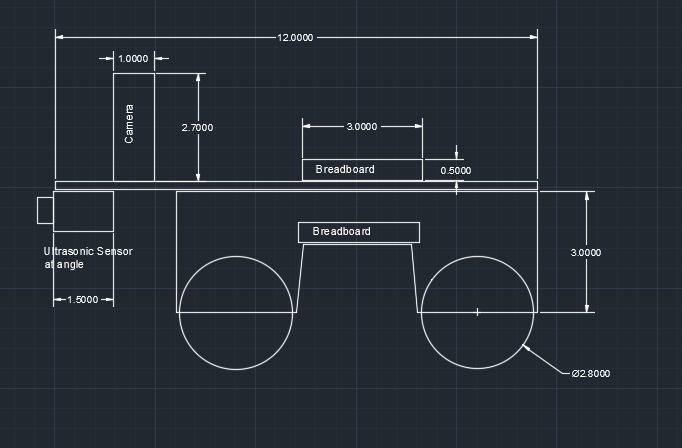 12.0000
1.0000
Camera
2.7000
3.0000
Breadboard
0.5000
Breadboard
3.0000
Ultrasonic Sensor
at angle
1.5000
Ø2.8000